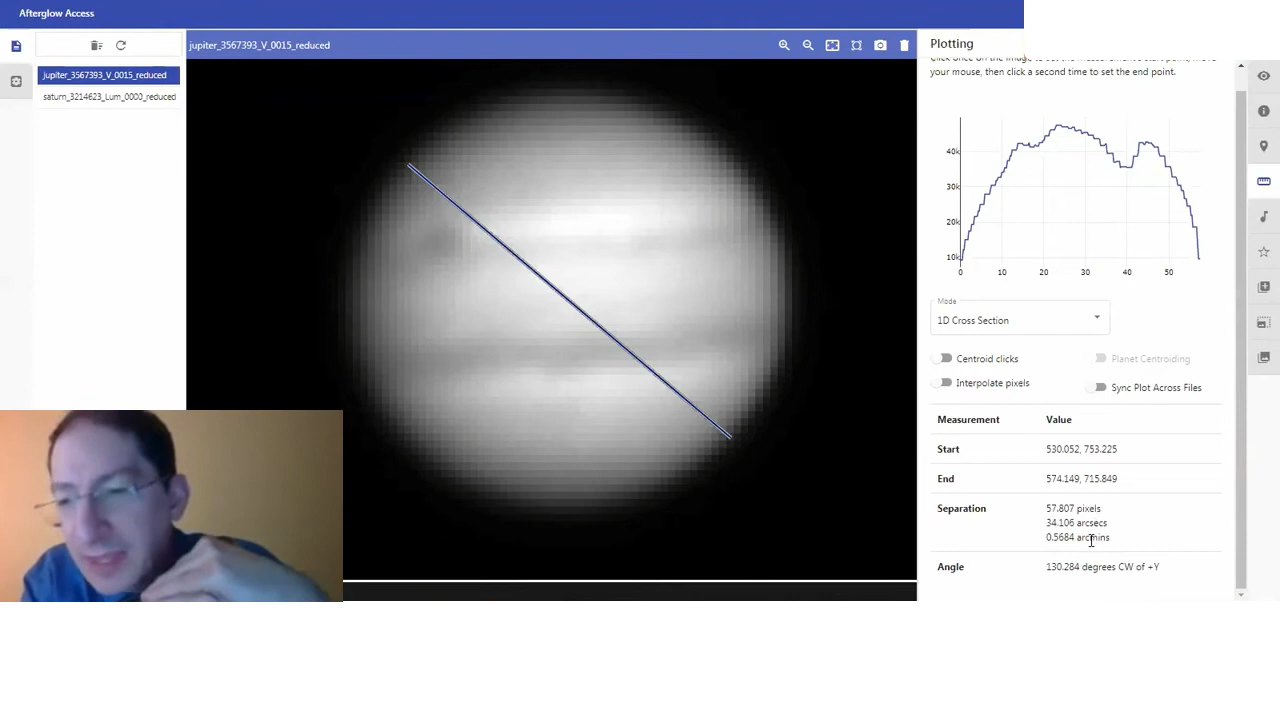 Afterglow Access
jupiter_3567393_V_0015_reduced
saturn_3214623_Lum_0000_reduced
jupiter_3567393_V_0015_reduced
Plotting
your mouse, then click a second time to set the end point.
40k
30k
20k
10k
0 10 20 30 40 50
Mode
1D Cross Section
Centroid clicks
Planet Centroiding
Interpolate pixels
Sync Plot Across Files
Measurement Value
Start 530.052, 753.225
End 574.149, 715.849
Separation 57.807 pixels
34.106 arcsecs
0.5684 arcmins
Angle 130.284 degrees CW of +Y